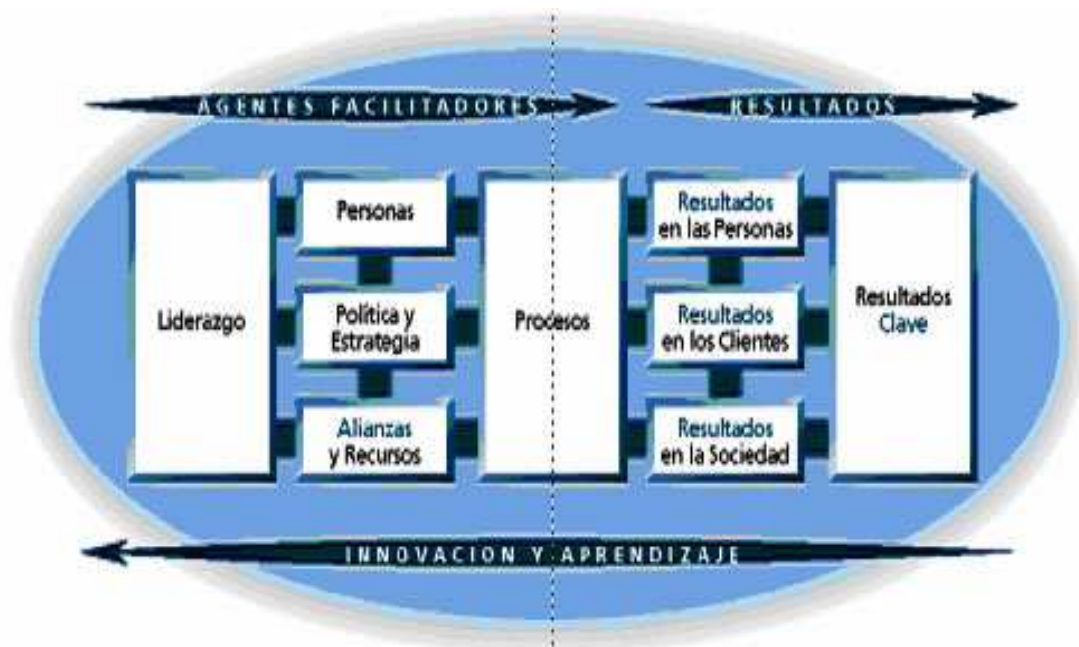 AGENTES FACILITADORES
RESULTADOS
Liderazgo
Personas
Política y
Estrategia
Alianzas
y Recursos
Procesos
Resultados
en las Personas
Resultados
en los Clientes
Resultados
en la Sociedad
Resultados
Clave
INNOVACION Y APRENDIZAJE